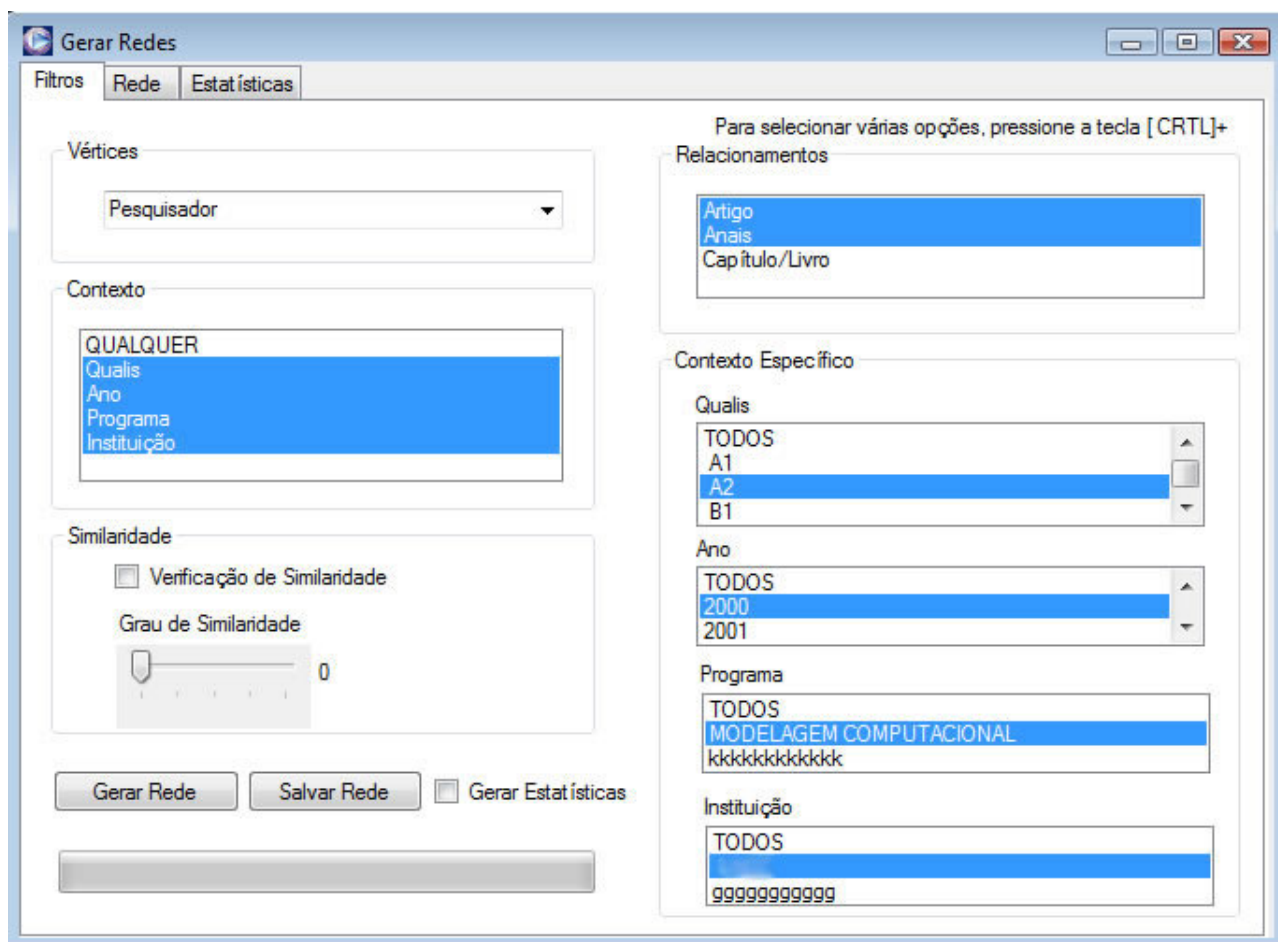 Gerar Redes
Filtros
Rede
Estatísticas
Para selecionar várias opções, pressione a tecla [ CRTL]+
Vértices
Pesquisador
Contexto
QUALQUER
Qualis
Ano
Programa
Instituição
Similaridade
Verificação de Similaridade
Grau de Similaridade
0
Gerar Rede
Salvar Rede
Gerar Estatísticas
Relacionamentos
Artigo
Anais
Capítulo/Livro
Contexto Específico
Qualis
TODOS
A1
A2
B1
Ano
TODOS
2000
2001
Programa
TODOS
MODELAGEM COMPUTACIONAL
kkkkkkkkkkkk
Instituição
TODOS
ggggggggggg